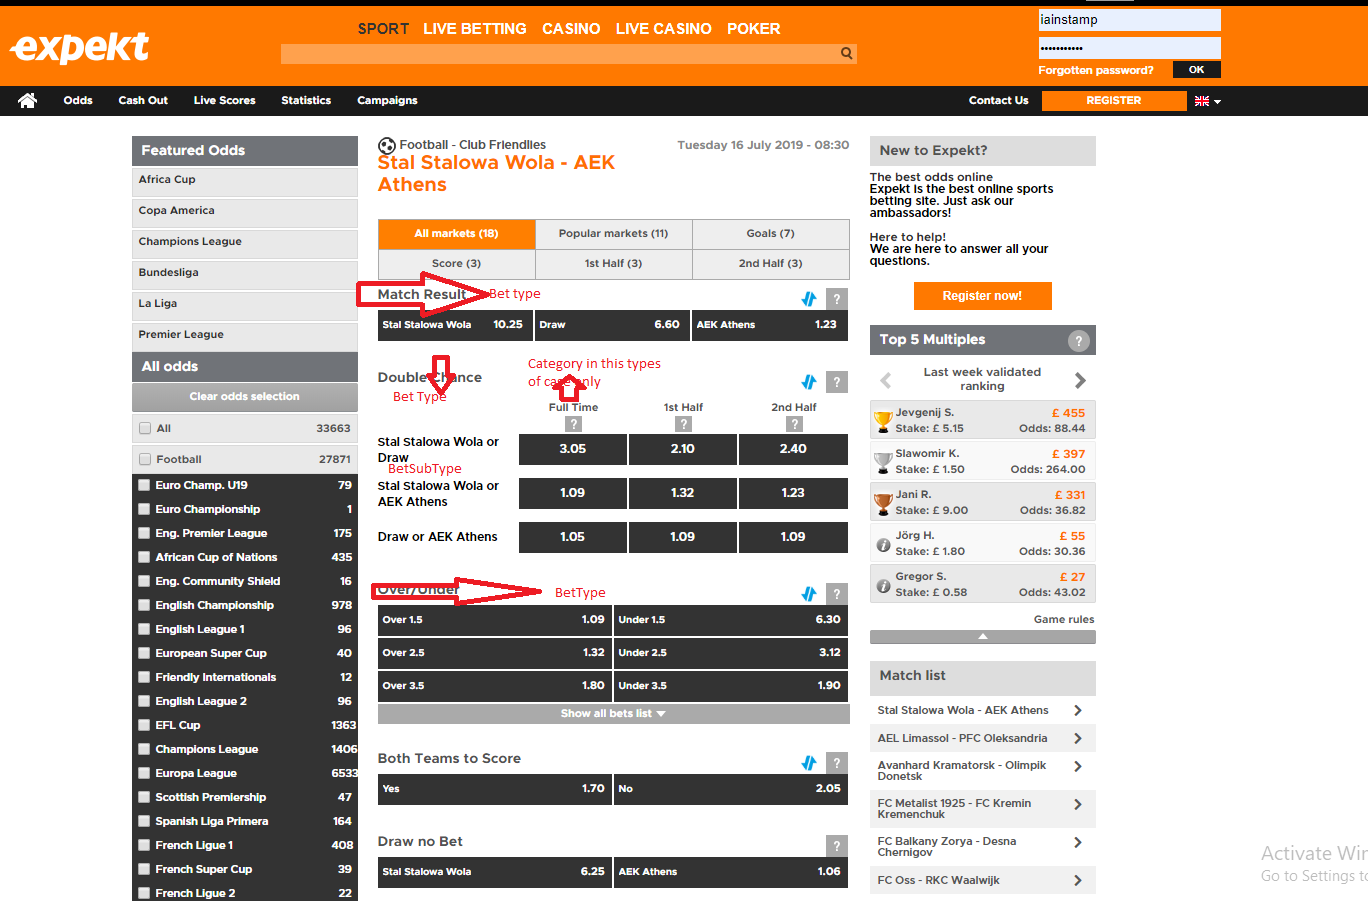 iainstamp
SPORT LIVE BETTING CASINO LIVE CASINO POKER
expekt
•••••••••••
Forgotten password? OK
Odds Cash Out Live Scores Statistics Campaigns Contact Us REGISTER
Featured Odds
Africa Cup
Copa America
Champions League
Bundesliga
La Liga
Premier League
All odds
Clear odds selection
All 33663
Football 27871
Euro Champ. U19 79
Euro Championship 1
Eng. Premier League 175
African Cup of Nations 435
Eng. Community Shield 16
English Championship 978
English League 1 96
European Super Cup 40
Friendly Internationals 12
English League 2 96
EFL Cup 1363
Champions League 1406
Europa League 6533
Scottish Premiership 47
Spanish Liga Primera 164
French Ligue 1 408
French Super Cup 39
French Ligue 2 22
Football - Club Friendlies Tuesday 16 July 2019 - 08:30
Stal Stalowa Wola - AEK
Athens
All markets (18) Popular markets (11) Goals (7)
Score (3) 1st Half (3) 2nd Half (3)
Match Result Bet type ?
Stal Stalowa Wola 10.25 Draw 6.60 AEK Athens 1.23
Category in this types
of case only
Double Chance ?
Bet Type
Full Time 1st Half 2nd Half
? ? ?
Stal Stalowa Wola or
Draw 3.05 2.10 2.40
BetSubType
Stal Stalowa Wola or
AEK Athens 1.09 1.32 1.23
Draw or AEK Athens 1.05 1.09 1.09
Over/Under BetType ?
Over 1.5 1.09 Under 1.5 6.30
Over 2.5 1.32 Under 2.5 3.12
Over 3.5 1.80 Under 3.5 1.90
Show all bets list
Both Teams to Score ?
Yes 1.70 No 2.05
Draw no Bet ?
Stal Stalowa Wola 6.25 AEK Athens 1.06
New to Expekt?
The best odds online
Expekt is the best online sports
betting site. Just ask our
ambassadors!
Here to help!
We are here to answer all your
questions.
Register now!
Top 5 Multiples ?
Last week validated
ranking
Jevgenij S. £ 455
Stake: £ 5.15 Odds: 88.44
Slawomir K. £ 397
Stake: £ 1.50 Odds: 264.00
Jani R. £ 331
Stake: £ 9.00 Odds: 36.82
Jörg H. £ 55
Stake: £ 1.80 Odds: 30.36
Gregor S. £ 27
Stake: £ 0.58 Odds: 43.02
Game rules
Match list
Stal Stalowa Wola - AEK Athens
AEL Limassol - PFC Oleksandria
Avanhard Kramatorsk - Olimpik
Donetsk
FC Metalist 1925 - FC Kremin
Kremenchuk
FC Balkany Zorya - Desna
Chernigov
FC Oss - RKC Waalwijk
Activate Win
Go to Settings to